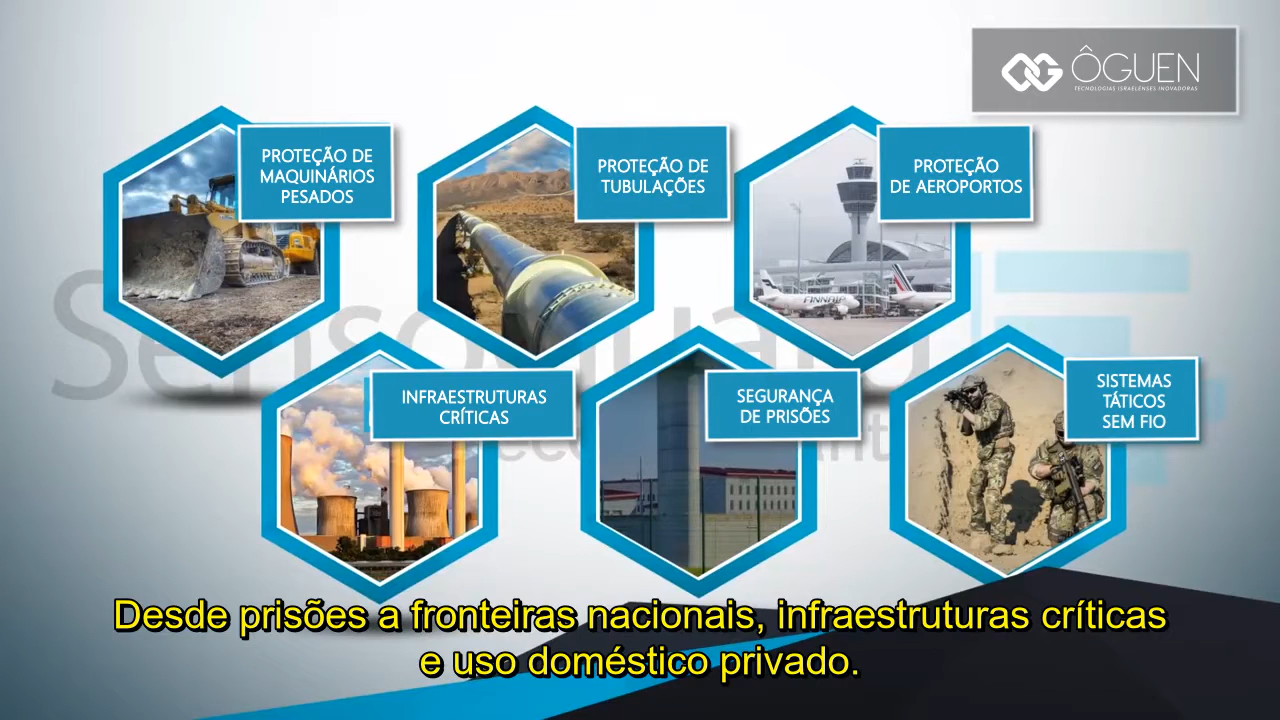 ÔGUEN
TECNOLOGIAS ISRAELENSES INOVADORAS
PROTEÇÃO DE
MAQUINÁRIOS
PESADOS
PROTEÇÃO DE
TUBULAÇÕES
PROTEÇÃO
DE AEROPORTOS
FINNAIR
INFRAESTRUTURAS
CRÍTICAS
SEGURANÇA
DE PRISÕES
SISTEMAS
TÁTICOS
SEM FIO
Desde prisões a fronteiras nacionais, infraestruturas críticas
e uso doméstico privado.